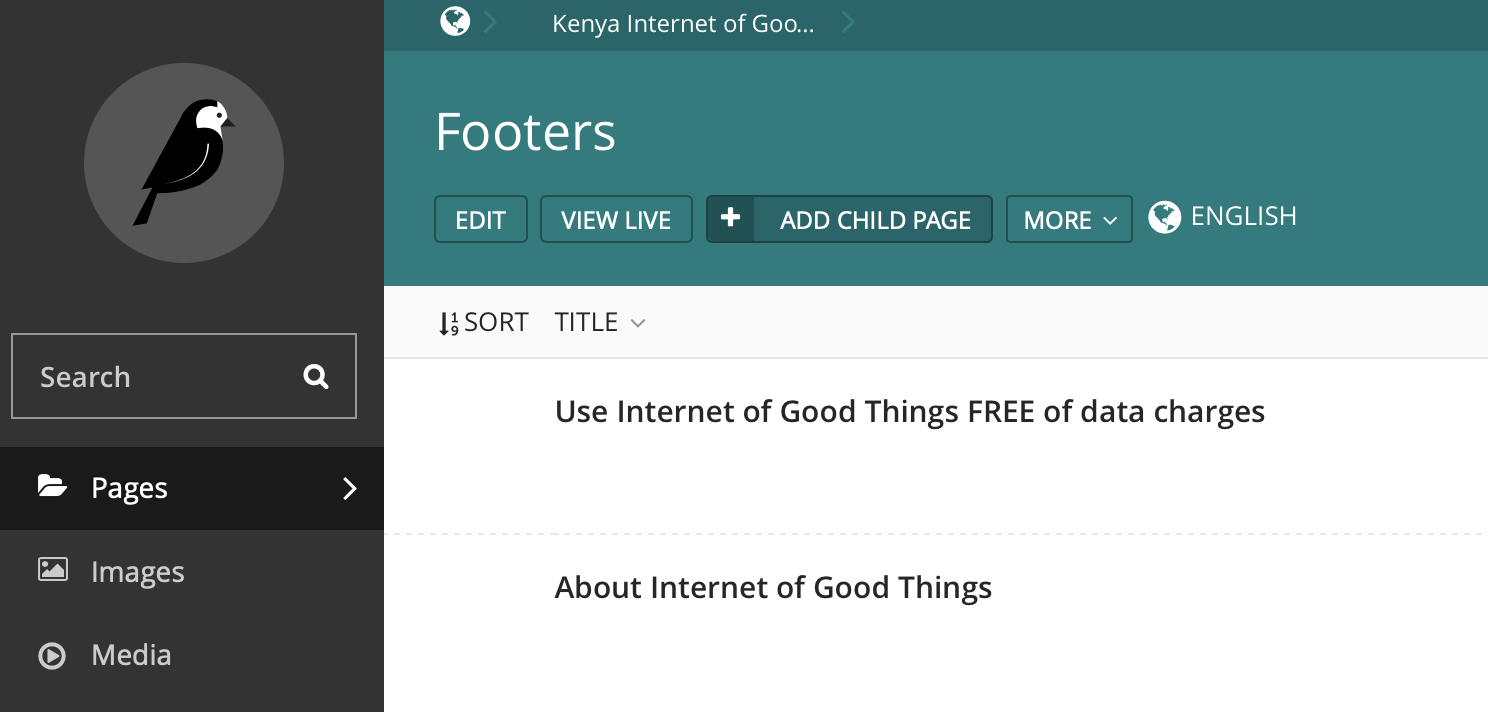 Kenya Internet of Goo...
Footers
EDIT VIEW LIVE ADD CHILD PAGE MORE ENGLISH
SORT TITLE
Search
Use Internet of Good Things FREE of data charges
Pages
Images
About Internet of Good Things
Media